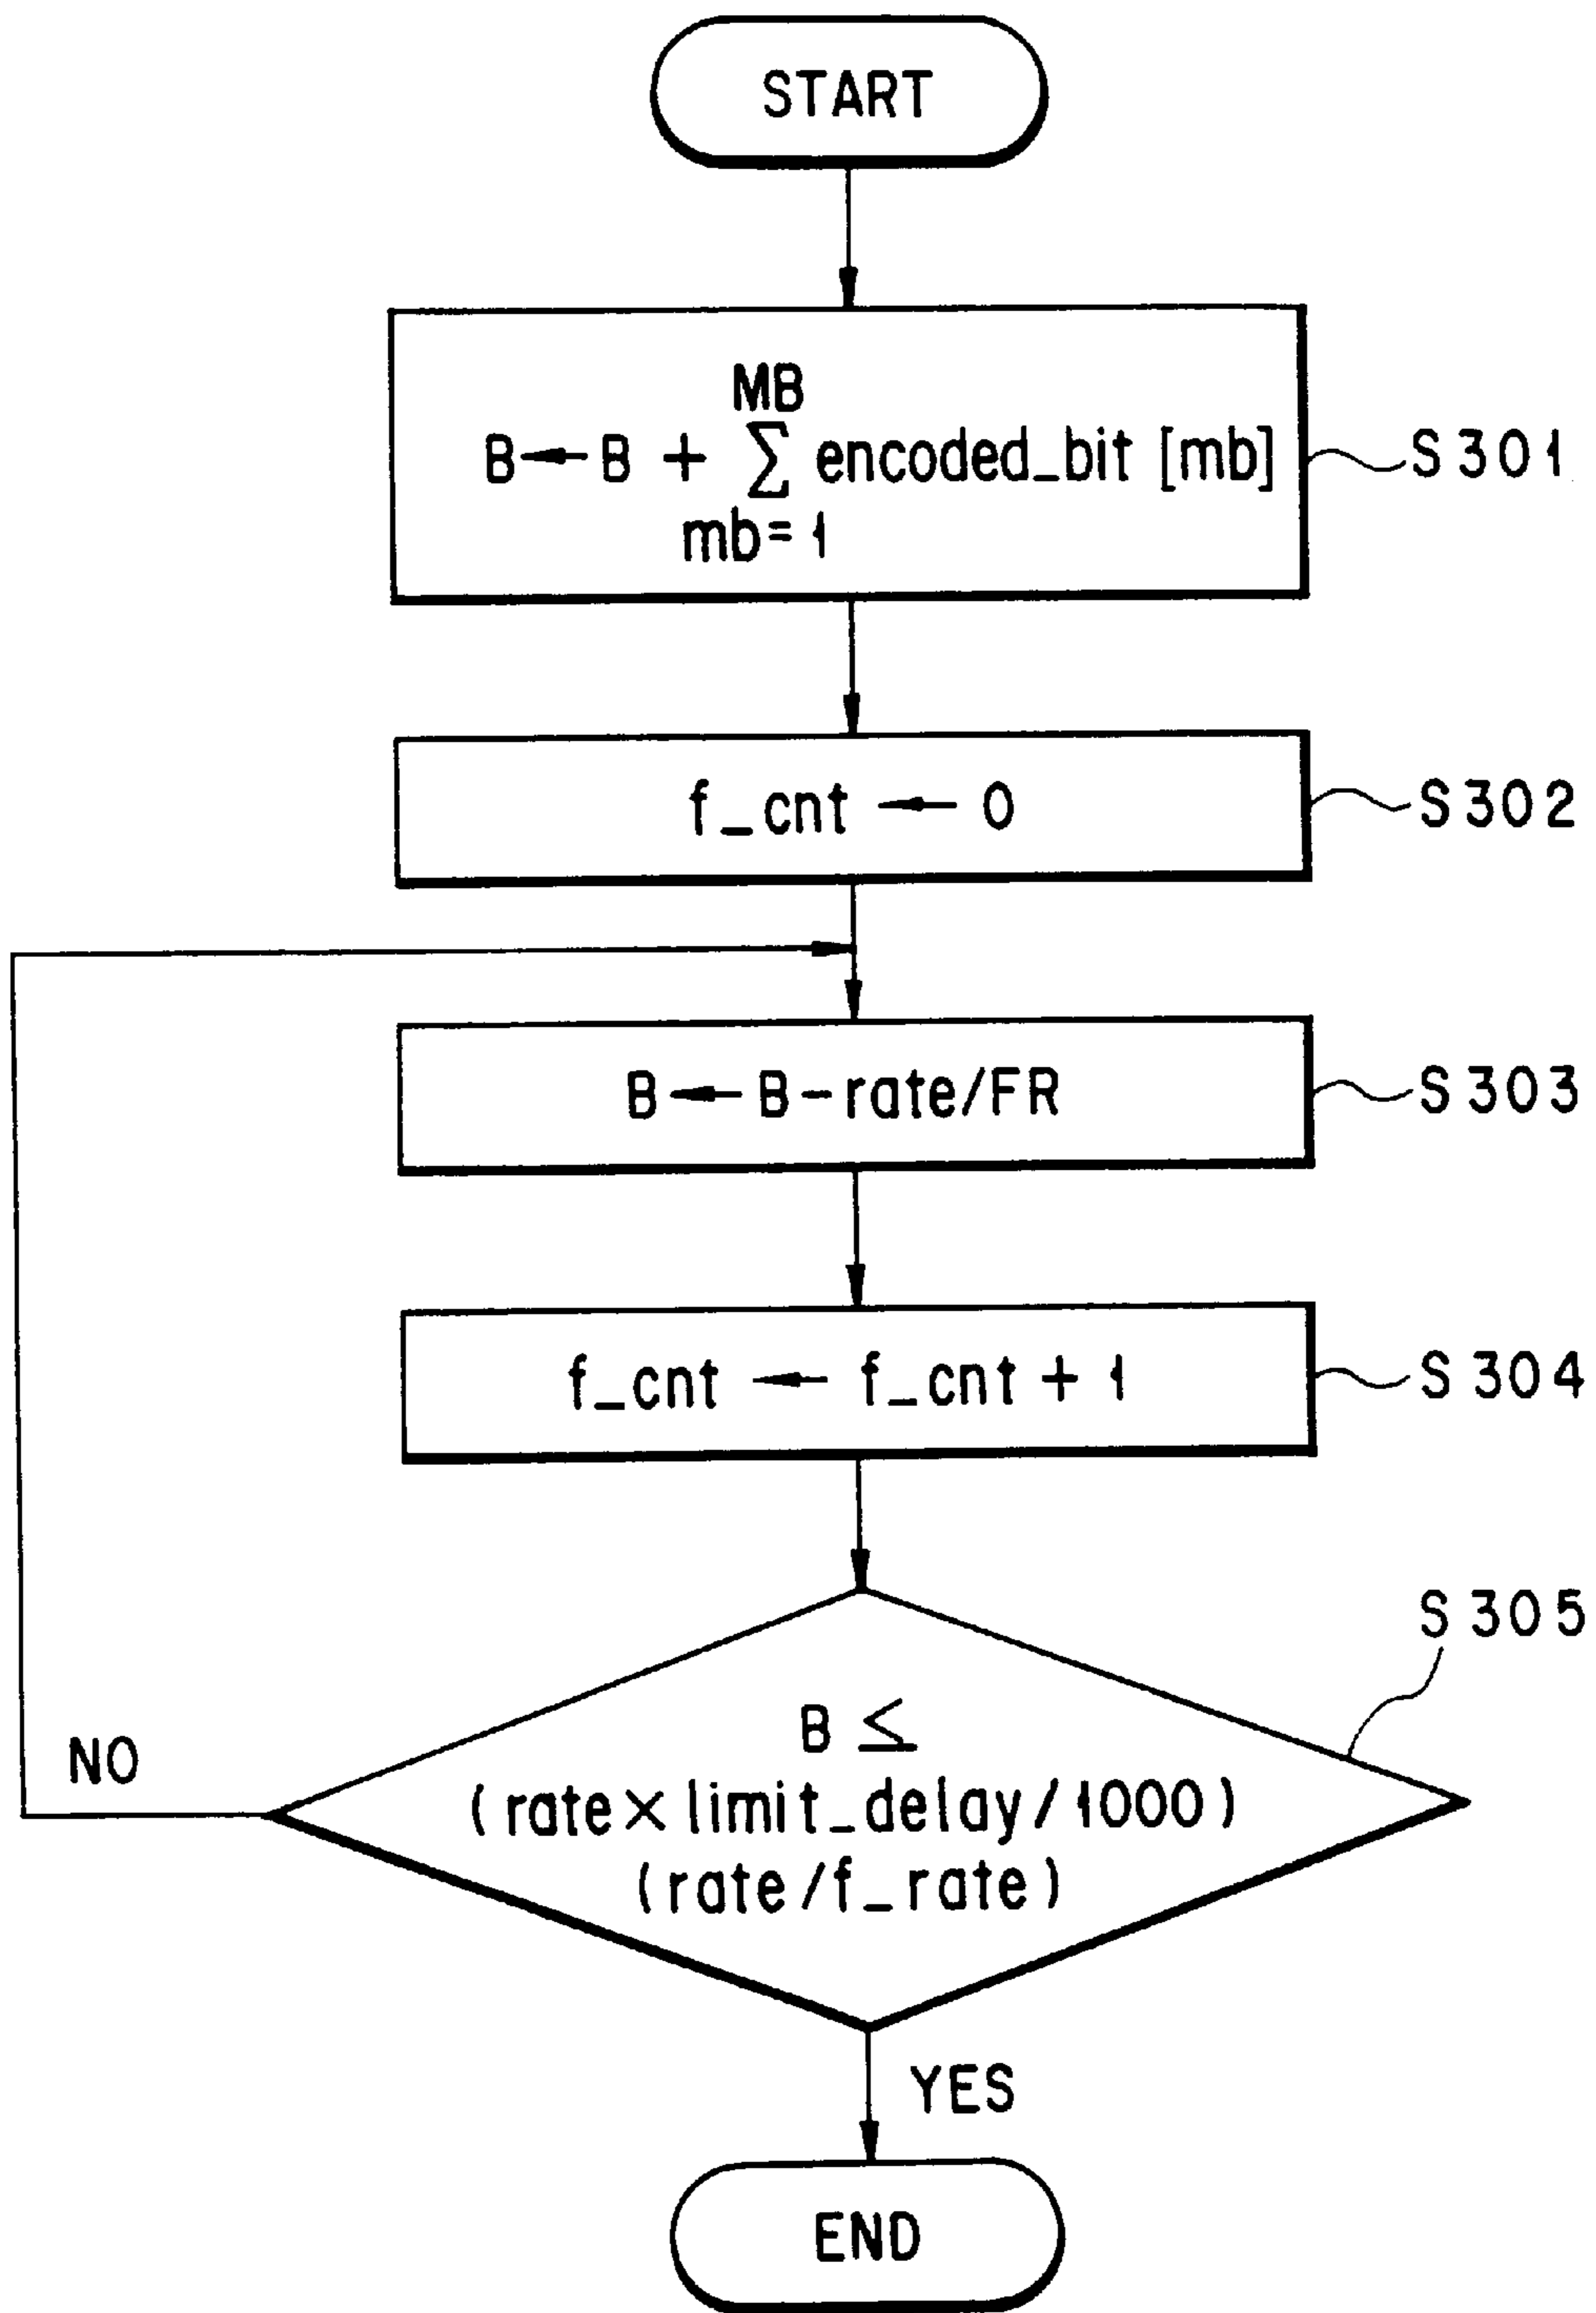 START
MB
B ← B + Σ encoded_bit [mb]
mb=1
S301
f_cnt ← 0
S302
B ← B-rate/FR
S303
f_cnt ← f_cnt + 1
S304
S305
B ≤
(rate×limit_delay/1000)
(rate/f_rate)
NO
YES
END